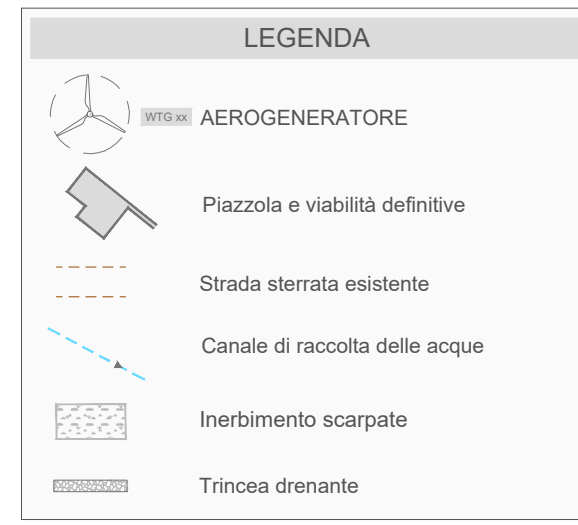 LEGENDA
WTG xx AEROGENERATORE
Piazzola e viabilità definitive
Strada sterrata esistente
Canale di raccolta delle acque
Inerbimento scarpate
Trincea drenante